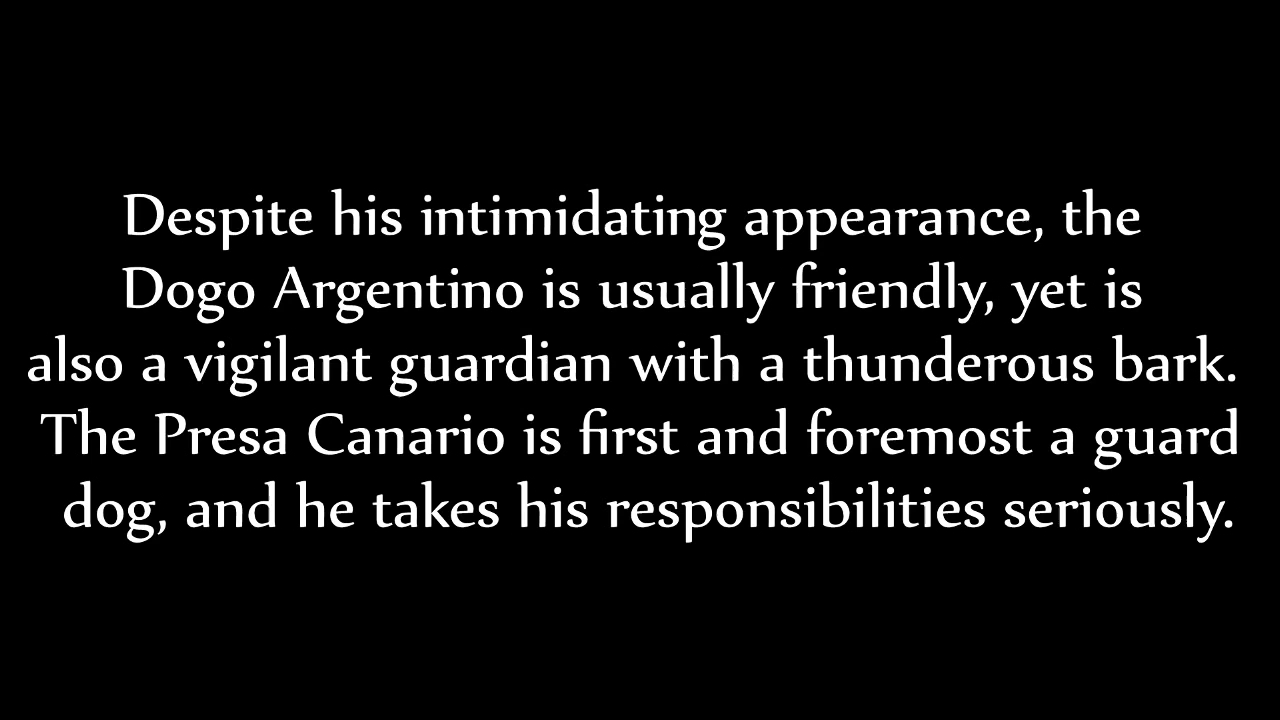 Despite his intimidating appearance, the
Dogo Argentino is usually friendly, yet is
also a vigilant guardian with a thunderous bark.
The Presa Canario is first and foremost a guard
dog, and he takes his responsibilities seriously.